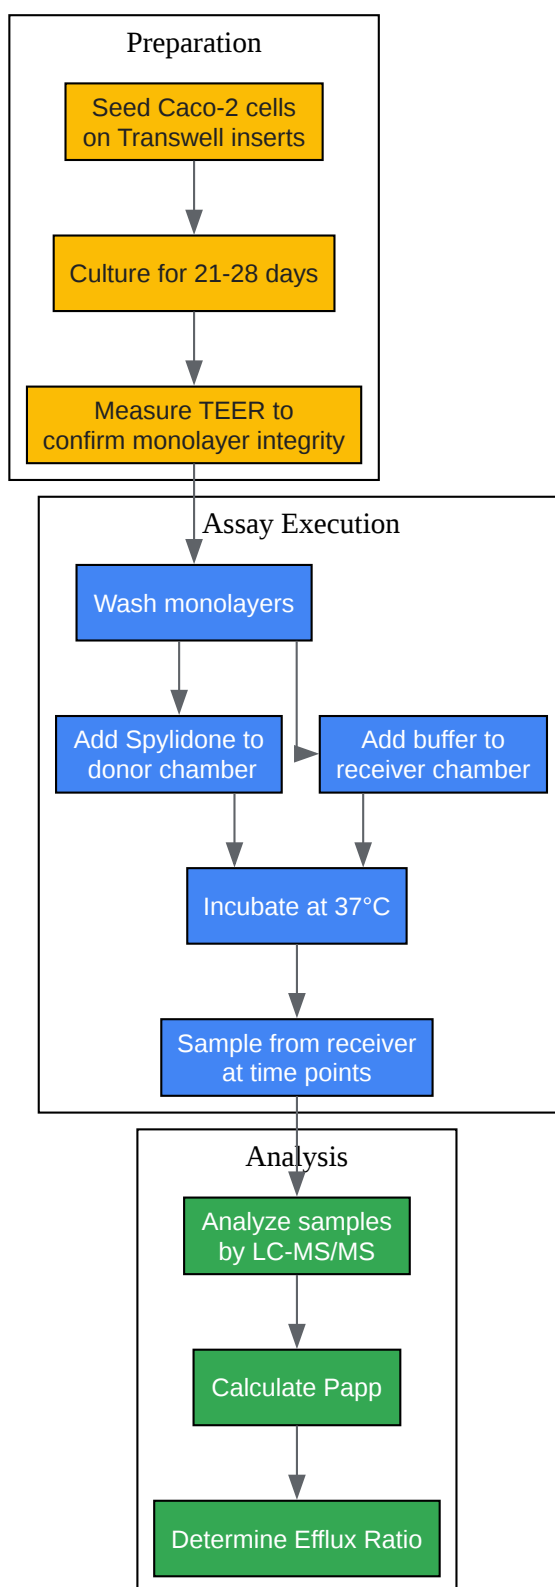 Preparation
Seed Caco-2 cells
on Transwell inserts
Culture for 21-28 days
Measure TEER to
confirm monolayer integrity
Assay Execution
Wash monolayers
Add Spylidone to
donor chamber
Add buffer to
receiver chamber
Incubate at 37°C
Sample from receiver
at time points
Analysis
Analyze samples
by LC-MS/MS
Calculate Papp
Determine Efflux Ratio